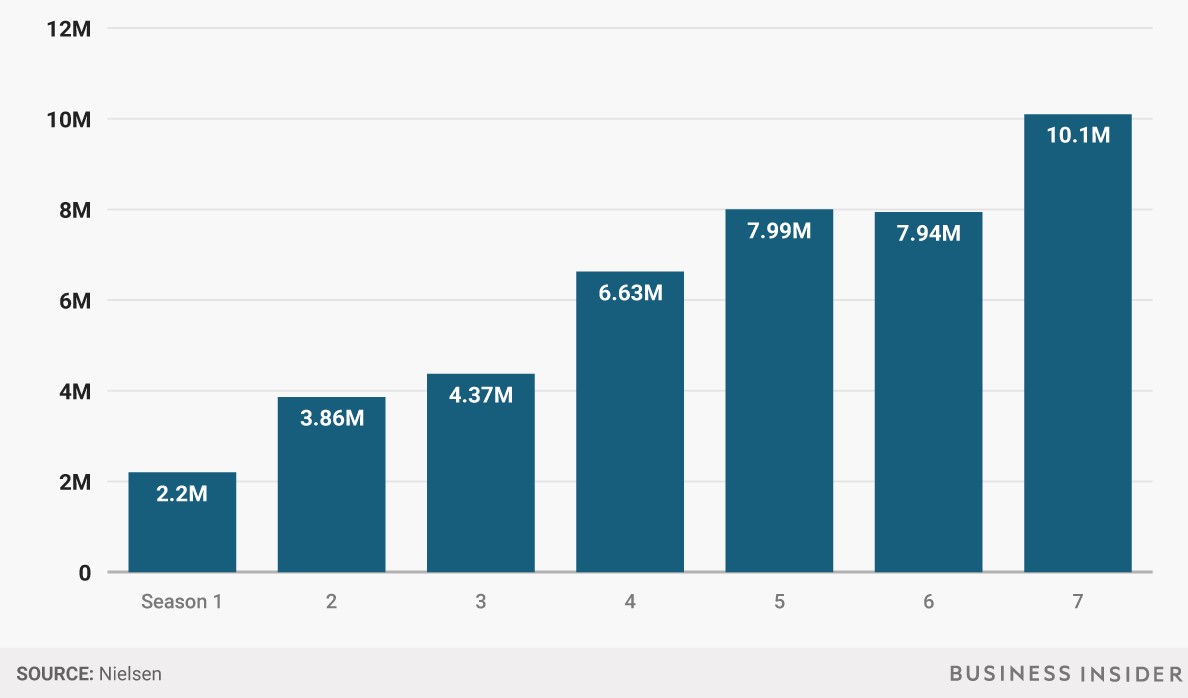 12M
10M
10.1M
8M
7.99M
7.94M
6M
6.63M
4M
4.37M
3.86M
2M
2.2M
0
Season 1 2 3 4 5 6 7
SOURCE: Nielsen
BUSINESS INSIDER